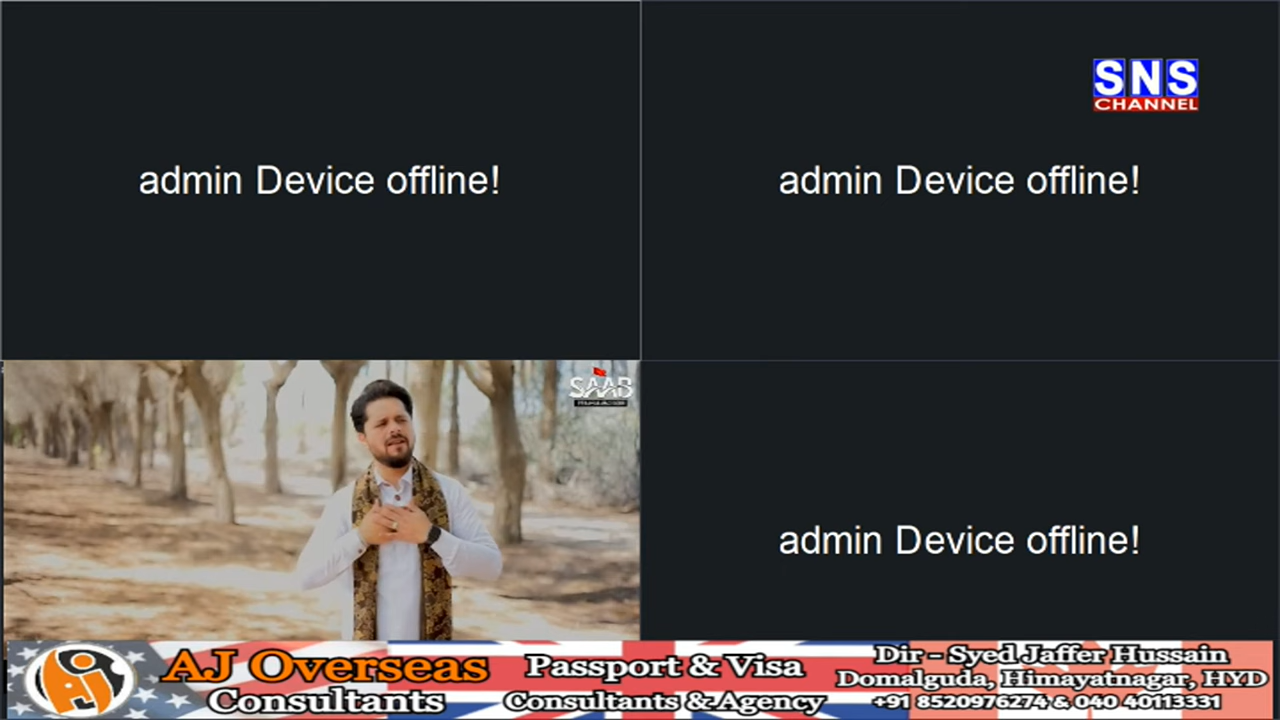 SNS
CHANNEL
admin Device offline!
admin Device offline!
SAAB
admin Device offline!
AJ Overseas
Consultants
Passport & Visa
Consultants & Agency
Dir - Syed Jaffer Hussain
Domalguda, Himayatnagar, HYD
+91 8520976274 & 040 40113331